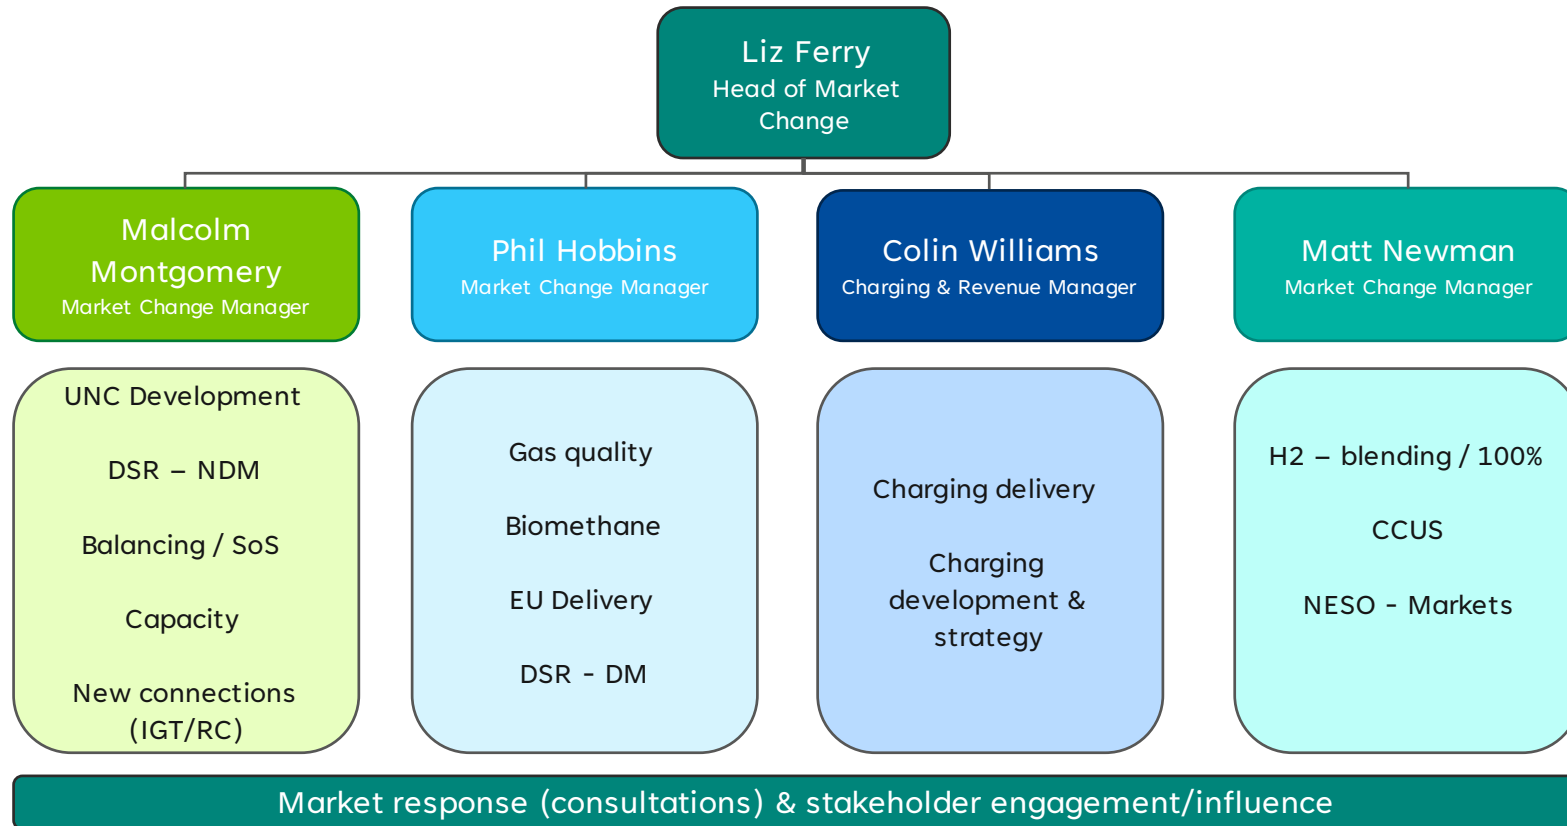 Liz Ferry
Head of Market
Change
Malcolm
Montgomery
Market Change Manager
Phil Hobbins
Market Change Manager
Colin Williams
Charging & Revenue Manager
Matt Newman
Market Change Manager
UNC Development
DSR – NDM
Balancing / SoS
Capacity
New connections
(IGT/RC)
Gas quality
Biomethane
EU Delivery
DSR - DM
Charging delivery
Charging
development &
strategy
H2 – blending / 100%
CCUS
NESO - Markets
Market response (consultations) & stakeholder engagement/influence